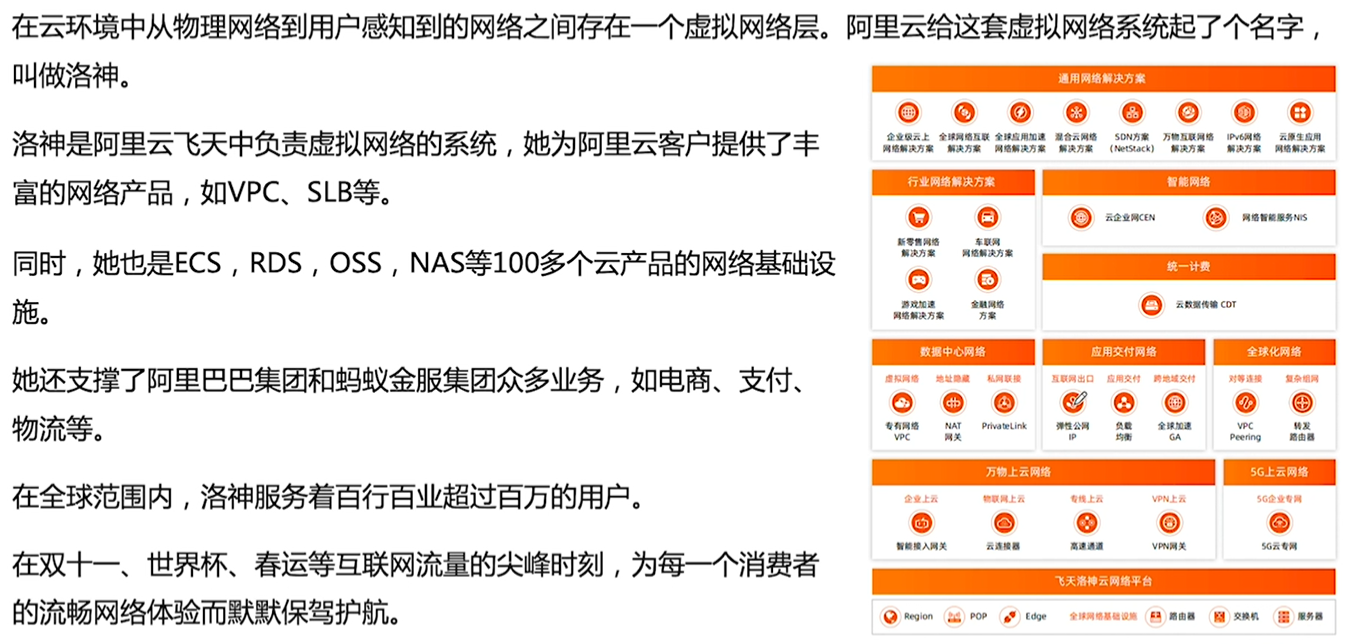 在云环境中从物理网络到用户感知到的网络之间存在一个虚拟网络层。阿里云给这套虚拟网络系统起了个名字，
叫做洛神。
洛神是阿里云飞天中负责虚拟网络的系统，她为阿里云客户提供了丰
富的网络产品，如VPC、SLB等。
同时，她也是ECS，RDS，OSS，NAS等100多个云产品的网络基础设
施。
她还支撑了阿里巴巴集团和蚂蚁金服集团众多业务，如电商、支付、
物流等。
在全球范围内，洛神服务着百行百业超过百万的用户。
在双十一、世界杯、春运等互联网流量的尖峰时刻，为每一个消费者
的流畅网络体验而默默保驾护航。
通用网络解决方案
企业级云上 全球网络互联 全球应用加速 混合云网络 SDN方案 万物互联网络 IPv6网络 云原生应用
网络解决方案 解决方案 网络解决方案 解决方案 (NetStack) 解决方案 解决方案 网络解决方案
行业网络解决方案
新零售网络 车联网
解决方案 网络解决方案
游戏加速 金融网络
网络解决方案 方案
智能网络
云企业网CEN 网络智能服务NIS
统一计费
云数据传输 CDT
数据中心网络
虚拟网络 地址隐藏 私网联接
专有网络 NAT PrivateLink
VPC 网关
应用交付网络
互联网出口 应用交付 跨地域交付
弹性公网 负载 全球加速
IP 均衡 GA
全球化网络
对等连接 复杂组网
VPC 转发
Peering 路由器
万物上云网络
企业上云 物联网上云 专线上云 VPN上云
智能接入网关 云连接器 高速通道 VPN网关
5G上云网络
5G企业专网
5G云专网
飞天洛神云网络平台
Region POP Edge 全球网络基础设施 路由器 交换机 服务器